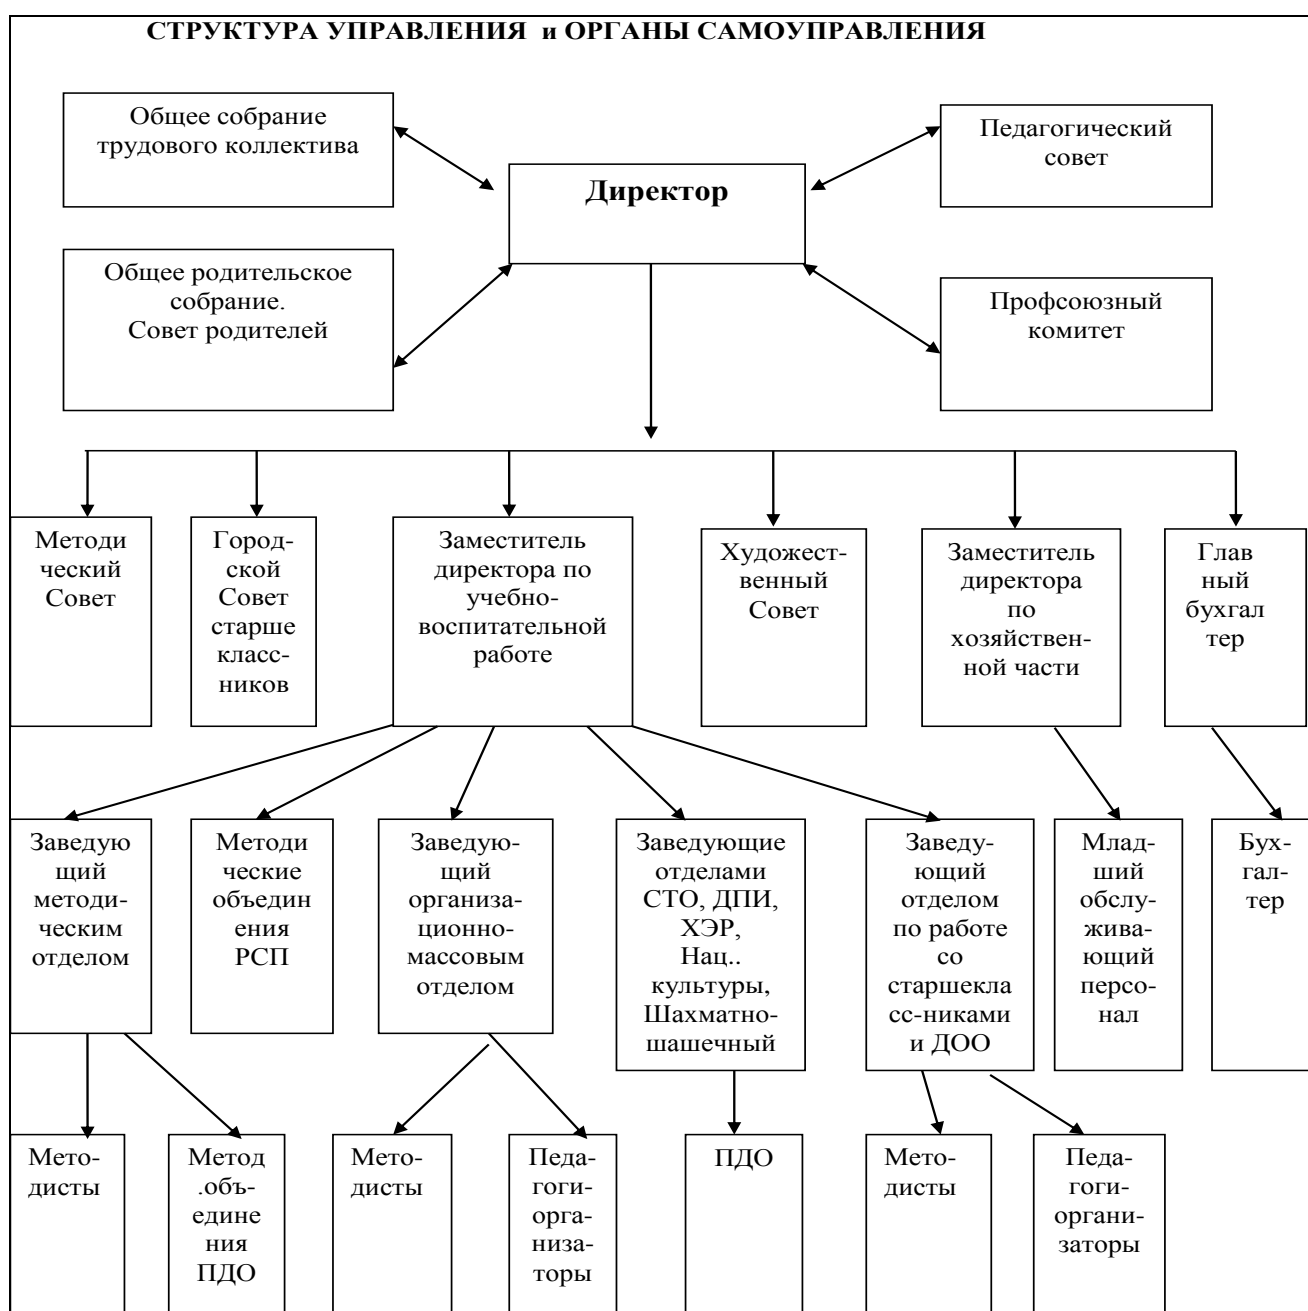 СТРУКТУРА УПРАВЛЕНИЯ и ОРГАНЫ САМОУПРАВЛЕНИЯ
Общее собрание
трудового коллектива
Педагогический
совет
Директор
Общее родительское
собрание.
Совет родителей
Профсоюзный
комитет
Методи
ческий
Совет
Город-
ской
Совет
старше
класс-
ников
Заместитель
директора по
учебно-
воспитательной
работе
Художест-
венный
Совет
Заместитель
директора
по
хозяйствен-
ной части
Глав
ный
бухгал
тер
Заведую
щий
методи-
ческим
отделом
Методи
ческие
объедин
ения
РСП
Заведую-
щий
организа-
ционно-
массовым
отделом
Заведующие
отделами
СТО, ДПИ,
ХЭР,
Нац..
культуры,
Шахматно-
шашечный
Заведу-
ющий
отделом
по работе
со
старшекла
сс-никами
и ДОО
Млад-
ший
обслу-
жива-
ющий
персо-
нал
Бух-
гал-
тер
Мето-
дисты
Метод
.объ-
едине
ния
ПДО
Мето-
дисты
Педа-
гоги-
орга-
низа-
торы
ПДО
Мето-
дисты
Педа-
гоги-
органи-
заторы